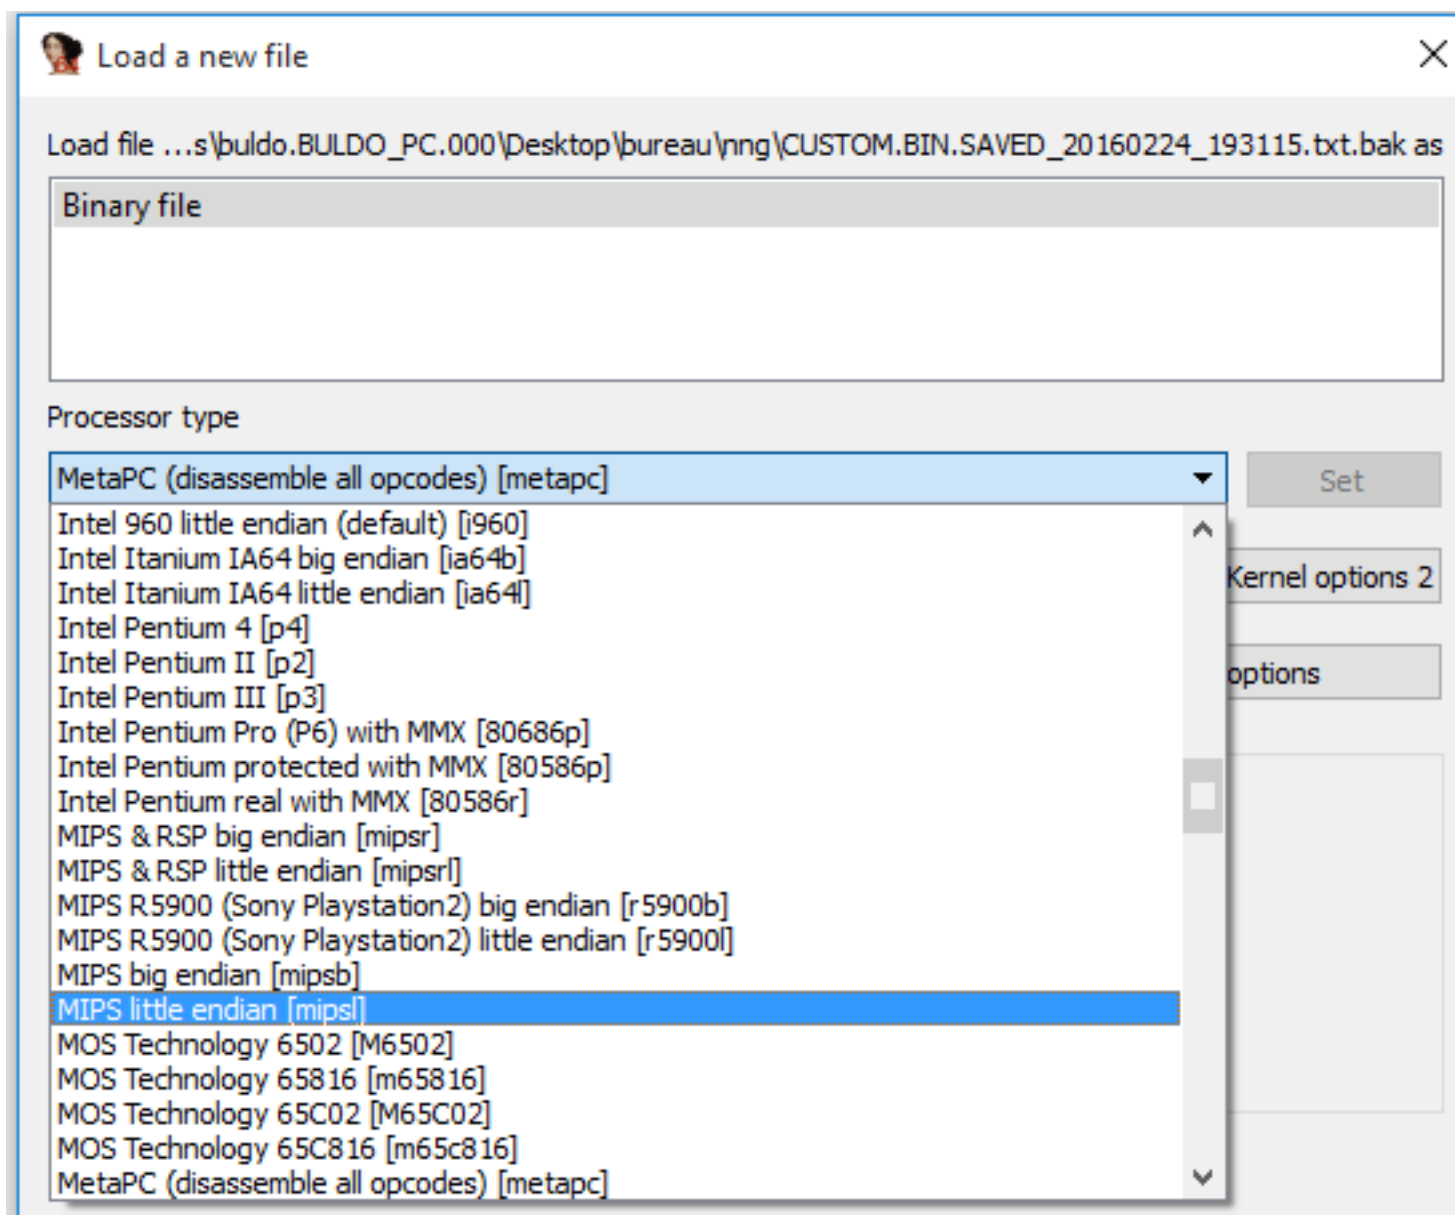 Load a new file
Load file ...s\buldo.BULDO_PC.000\Desktop\bureau\nng\CUSTOM.BIN.SAVED_20160224_193115.txt.bak as
Binary file
Processor type
MetaPC (disassemble all opcodes) [metapc]
Set
Intel 960 little endian (default) [i960]
Intel Itanium IA64 big endian [ia64b]
Intel Itanium IA64 little endian [ia64l]
Kernel options 2
Intel Pentium 4 [p4]
Intel Pentium II [p2]
options
Intel Pentium III [p3]
Intel Pentium Pro (P6) with MMX [80686p]
Intel Pentium protected with MMX [80586p]
Intel Pentium real with MMX [80586r]
MIPS & RSP big endian [mipsr]
MIPS & RSP little endian [mipsrl]
MIPS R5900 (Sony Playstation2) big endian [r5900b]
MIPS R5900 (Sony Playstation2) little endian [r5900l]
MIPS big endian [mipsb]
MIPS little endian [mipsl]
MOS Technology 6502 [M6502]
MOS Technology 65816 [m65816]
MOS Technology 65C02 [M65C02]
MOS Technology 65C816 [m65c816]
MetaPC (disassemble all opcodes) [metapc]